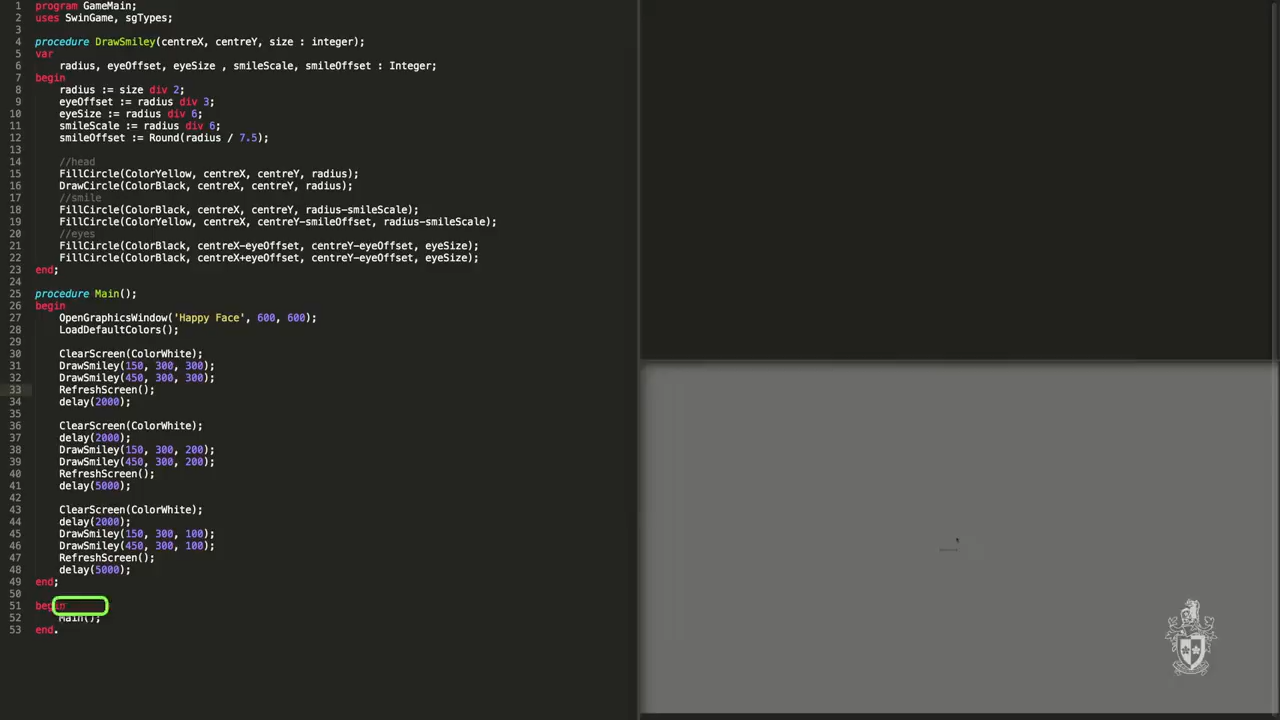 1 program GameMain;
2 uses SwinGame, sgTypes;
3
4 procedure DrawSmiley(centreX, centreY, size : integer);
5 var
6 radius, eyeOffset, eyeSize , smileScale, smileOffset : Integer;
7 begin
8 radius := size div 2;
9 eyeOffset := radius div 3;
10 eyeSize := radius div 6;
11 smileScale := radius div 6;
12 smileOffset := Round(radius / 7.5);
13
14 //head
15 FillCircle(ColorYellow, centreX, centreY, radius);
16 DrawCircle(ColorBlack, centreX, centreY, radius);
17 //smile
18 FillCircle(ColorBlack, centreX, centreY, radius-smileScale);
19 FillCircle(ColorYellow, centreX, centreY-smileOffset, radius-smileScale);
20 //eyes
21 FillCircle(ColorBlack, centreX-eyeOffset, centreY-eyeOffset, eyeSize);
22 FillCircle(ColorBlack, centreX+eyeOffset, centreY-eyeOffset, eyeSize);
23 end;
24
25 procedure Main();
26 begin
27 OpenGraphicsWindow('Happy Face', 600, 600);
28 LoadDefaultColors();
29
30 ClearScreen(ColorWhite);
31 DrawSmiley(150, 300, 300);
32 DrawSmiley(450, 300, 300);
33 RefreshScreen();
34 delay(2000);
35
36 ClearScreen(ColorWhite);
37 delay(2000);
38 DrawSmiley(150, 300, 200);
39 DrawSmiley(450, 300, 200);
40 RefreshScreen();
41 delay(5000);
42
43 ClearScreen(ColorWhite);
44 delay(2000);
45 DrawSmiley(150, 300, 100);
46 DrawSmiley(450, 300, 100);
47 RefreshScreen();
48 delay(5000);
49 end;
50
51 begin
52 Main();
53 end.